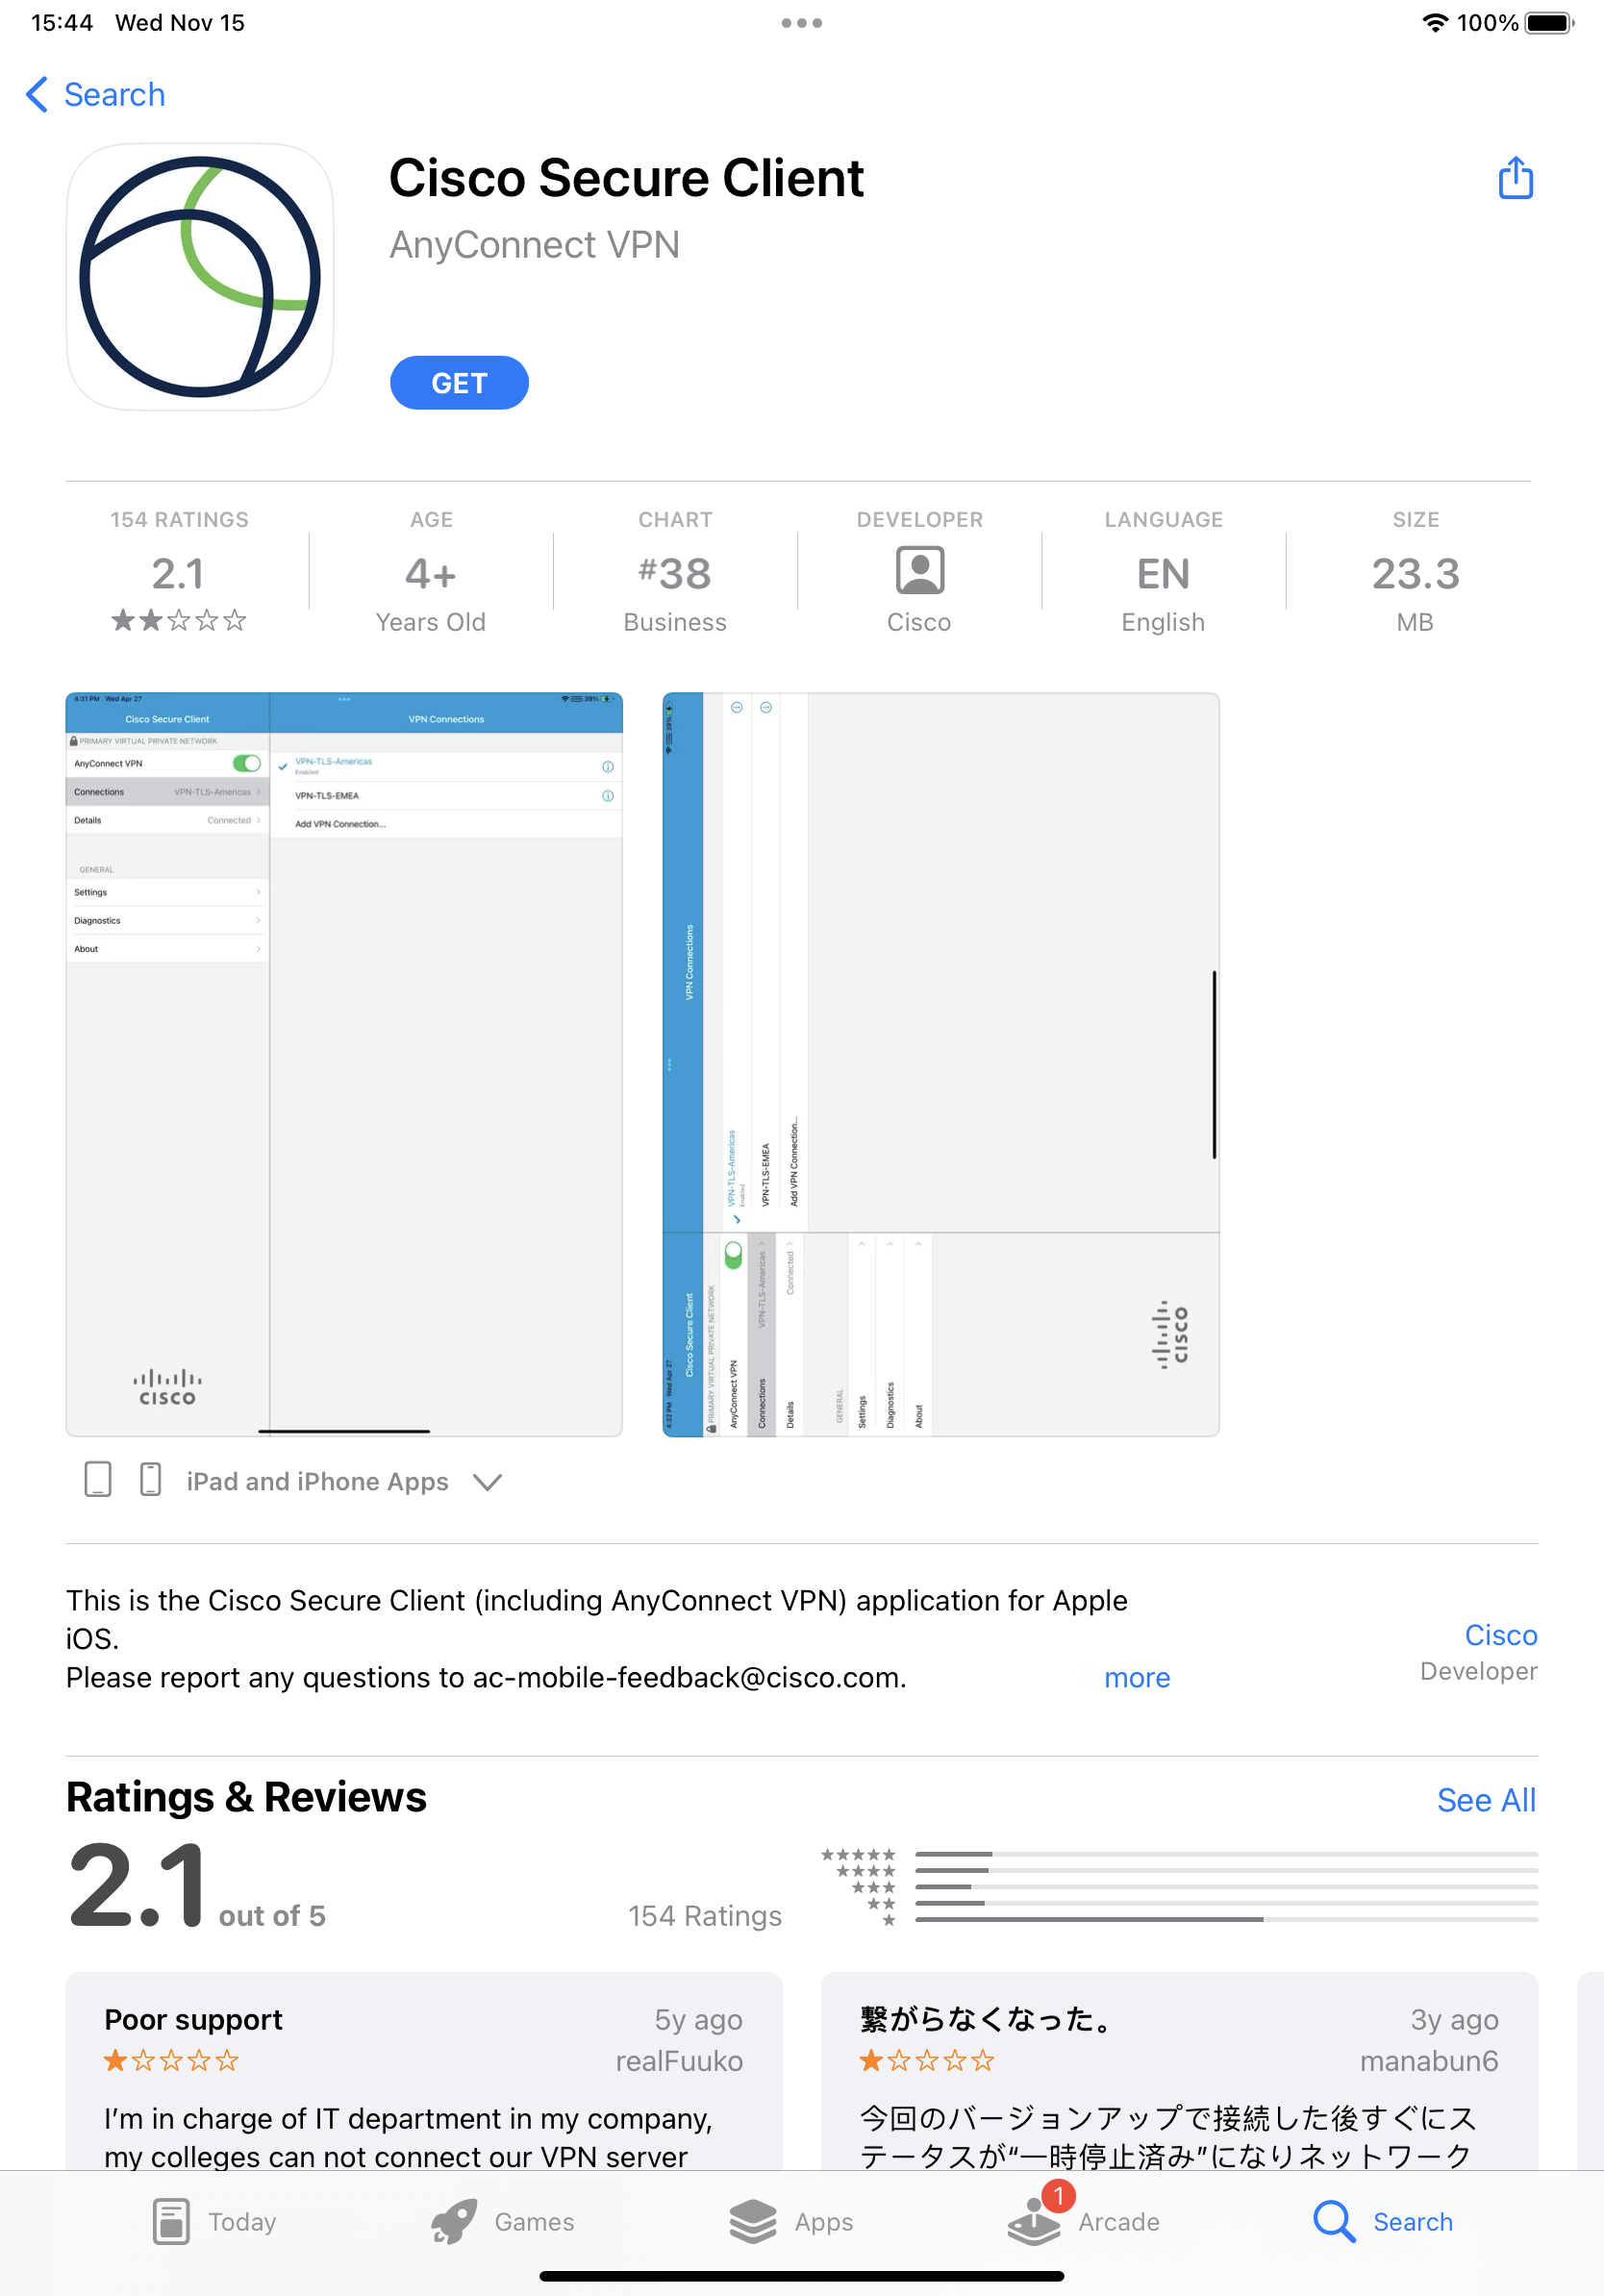 15:44 Wed Nov 15
100%
Search
Cisco Secure Client
AnyConnect VPN
GET
154 RATINGS
2.1
AGE
4+
Years Old
CHART
#38
Business
DEVELOPER
Cisco
LANGUAGE
EN
English
SIZE
23.3
MB
4:31 PM Wed Apr 27
39%
Cisco Secure Client
VPN Connections
PRIMARY VIRTUAL PRIVATE NETWORK
AnyConnect VPN
Connections VPN-TLS-Americas
Details Connected
GENERAL
Settings
Diagnostics
About
VPN-TLS-Americas
Enabled
VPN-TLS-EMEA
Add VPN Connection...
CISCO
4:32 PM Wed Apr 27
39%
Cisco Secure Client
VPN Connections
PRIMARY VIRTUAL PRIVATE NETWORK
AnyConnect VPN
Connections VPN-TLS-Americas
Details Connected
GENERAL
Settings
Diagnostics
About
VPN-TLS-Americas
Enabled
VPN-TLS-EMEA
Add VPN Connection...
CISCO
iPad and iPhone Apps
This is the Cisco Secure Client (including AnyConnect VPN) application for Apple
iOS.
Please report any questions to ac-mobile-feedback@cisco.com.
more
Cisco
Developer
Ratings & Reviews
See All
2.1 out of 5
154 Ratings
Poor support
5y ago
realFuuko
I'm in charge of IT department in my company,
my colleges can not connect our VPN server
繋がらなくなった。
3y ago
manabun6
今回のバージョンアップで接続した後すぐにス
テータスが“一時停止済み”になりネットワーク
Today
Games
Apps
1
Arcade
Search